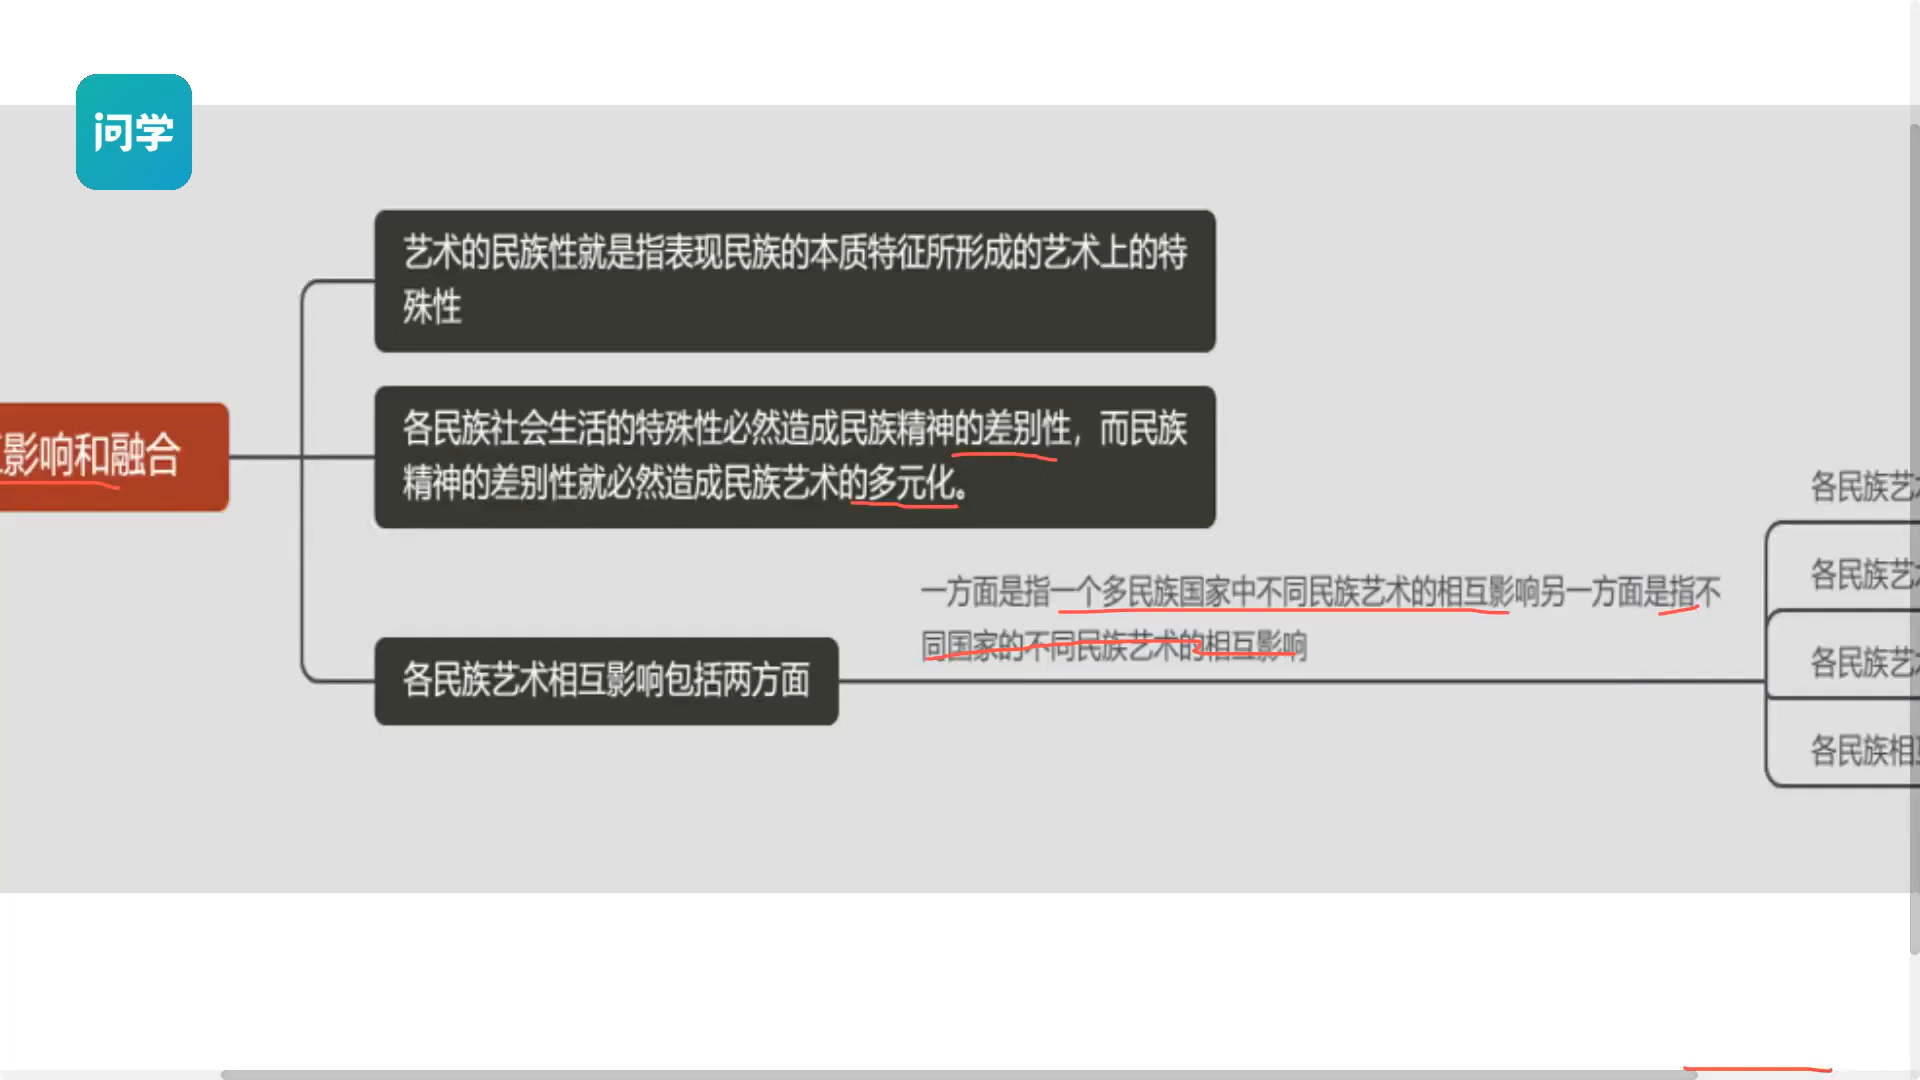 问学
艺术的民族性就是指表现民族的本质特征所形成的艺术上的特
殊性
影响和融合
各民族社会生活的特殊性必然造成民族精神的差别性，而民族
精神的差别性就必然造成民族艺术的多元化。
一方面是指一个多民族国家中不同民族艺术的相互影响另一方面是指不
同国家的不同民族艺术的相互影响
各民族艺术相互影响包括两方面
各民族艺
各民族艺
各民族艺
各民族相